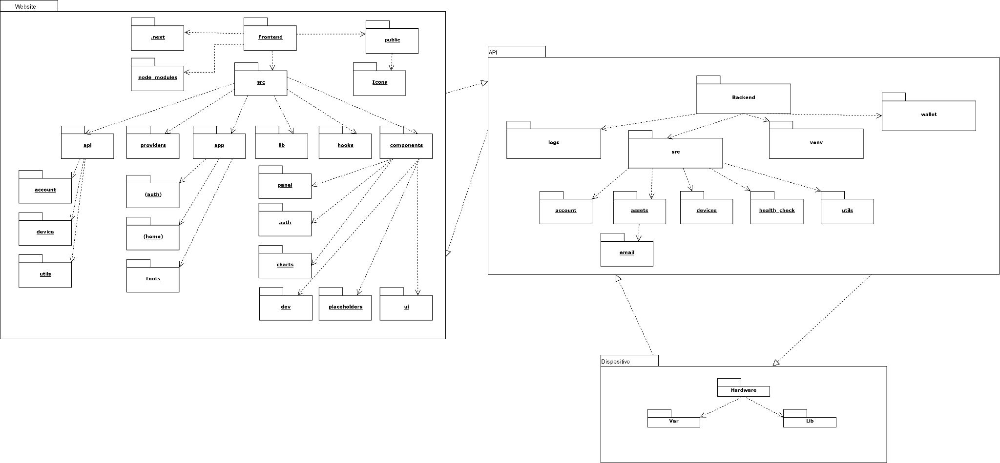 Website
.next
Frontend
public
node_modules
src
Icons
api
providers
app
lib
hooks
components
account
device
utils
(auth)
(home)
fonts
panel
auth
charts
dev
placeholders
ui
API
Backend
wallet
logs
src
venv
account
assets
devices
health_check
utils
email
Dispositivo
Hardware
Var
Lib